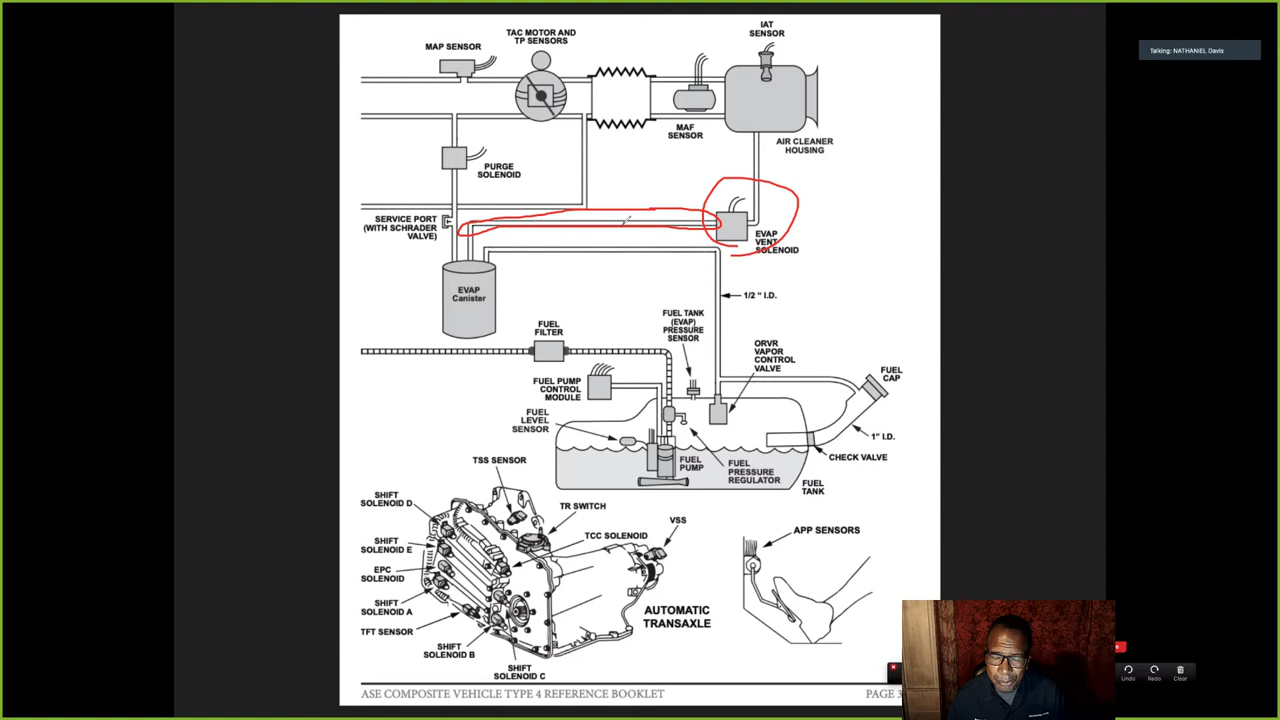 IAT
SENSOR
TAC MOTOR AND
TP SENSORS
MAP SENSOR
Talking: NATHANIEL Davis
MAF
SENSOR
AIR CLEANER
HOUSING
PURGE
SOLENOID
SERVICE PORT
(WITH SCHRADER
VALVE)
EVAP
VENT
SOLENOID
EVAP
Canister
1/2 " I.D.
FUEL TANK
(EVAP)
PRESSURE
SENSOR
FUEL
FILTER
ORVR
VAPOR
CONTROL
VALVE
FUEL
CAP
FUEL PUMP
CONTROL
MODULE
FUEL
LEVEL
SENSOR
1" I.D.
CHECK VALVE
FUEL
PUMP
FUEL
PRESSURE
REGULATOR
FUEL
TANK
TSS SENSOR
SHIFT
SOLENOID D
TR SWITCH
VSS
APP SENSORS
TCC SOLENOID
SHIFT
SOLENOID E
EPC
SOLENOID
SHIFT
SOLENOID A
TFT SENSOR
AUTOMATIC
TRANSAXLE
SHIFT
SOLENOID B
SHIFT
SOLENOID C
ASE COMPOSITE VEHICLE TYPE 4 REFERENCE BOOKLET
PAGE 3
Undo
Redo
Clear